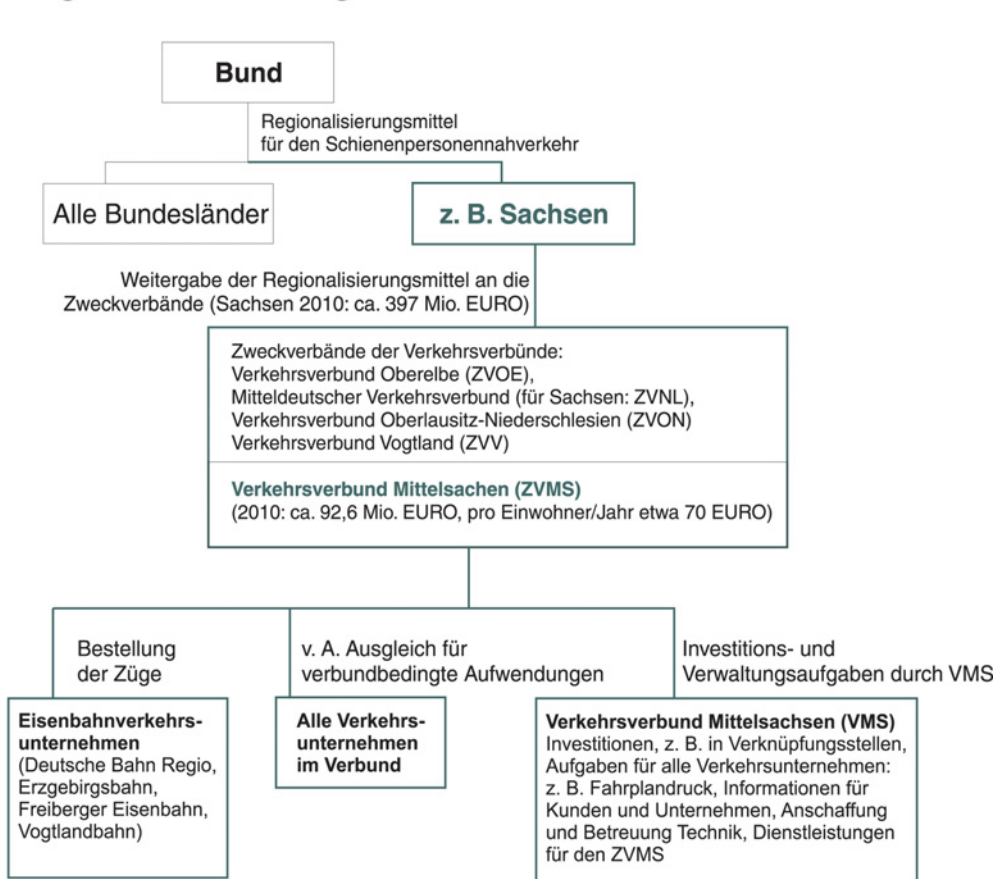 Bund
Regionalisierungsmittel
für den Schienenpersonennahverkehr
Alle Bundesländer
z. B. Sachsen
Weitergabe der Regionalisierungsmittel an die
Zweckverbände (Sachsen 2010: ca. 397 Mio. EURO)
Zweckverbände der Verkehrsverbünde:
Verkehrsverbund Oberelbe (ZVOE),
Mitteldeutscher Verkehrsverbund (für Sachsen: ZVNL),
Verkehrsverbund Oberlausitz-Niederschlesien (ZVON)
Verkehrsverbund Vogtland (ZVV)
Verkehrsverbund Mittelsachen (ZVMS)
(2010: ca. 92,6 Mio. EURO, pro Einwohner/Jahr etwa 70 EURO)
Bestellung
der Züge
Eisenbahnverkehrs-
unternehmen
(Deutsche Bahn Regio,
Erzgebirgsbahn,
Freiberger Eisenbahn,
Vogtlandbahn)
v. A. Ausgleich für
verbundbedingte Aufwendungen
Alle Verkehrs-
unternehmen
im Verbund
Investitions- und
Verwaltungsaufgaben durch VMS
Verkehrsverbund Mittelsachsen (VMS)
Investitionen, z. B. in Verknüpfungsstellen,
Aufgaben für alle Verkehrsunternehmen:
z. B. Fahrplandruck, Informationen für
Kunden und Unternehmen, Anschaffung
und Betreuung Technik, Dienstleistungen
für den ZVMS